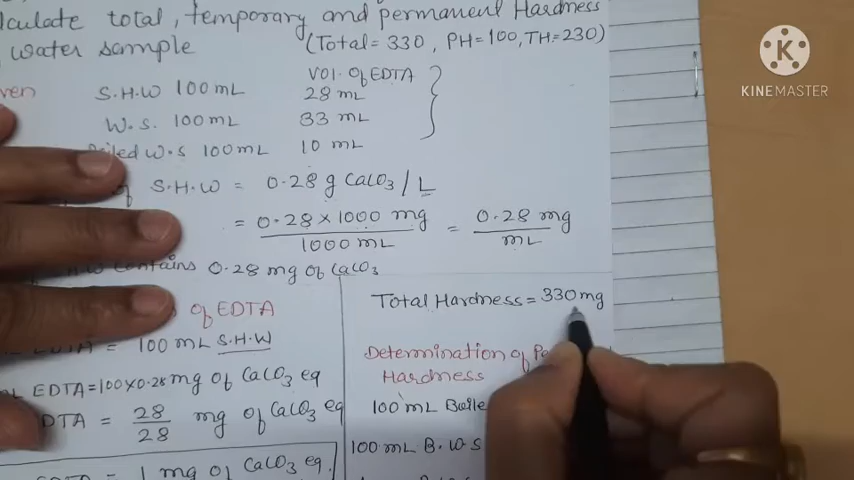 lculate total, temporary and permanent Hardness
water sample (Total = 330, PH=100, TH=230)
ven
Vol. Of EDTA
S.H.W 100 mL 28 mL
W.S. 100 mL 33 mL
iled W.S 100 mL 10 mL
of S.H.W = 0.28 g CaCO3 / L
= 0.28 x 1000 mg / 1000 mL = 0.28 mg / mL
contains 0.28 mg Of CaCO3
of EDTA
= 100 mL S.H.W
EDTA = 100 x 0.28 mg of CaCO3 eq
DTA = 28 / 28 mg of CaCO3 eq
= 1 mg of CaCO3 eq.
Total Hardness = 330 mg
Determination of Pe
Hardness
100 mL Boile
100 mL B.W.S
K
KINEMASTER